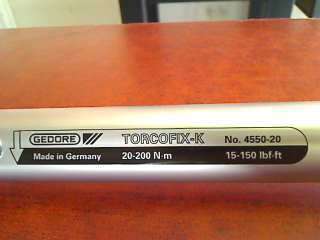 GEDORE TORCOFIX-K No. 4550-20
Made in Germany 20-200 N·m 15-150 lbf·ft